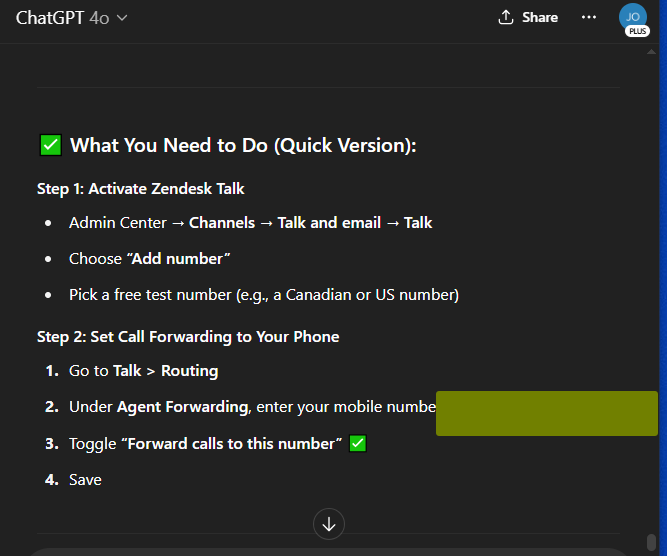 ChatGPT 4o
Share
JO
PLUS
✅ What You Need to Do (Quick Version):
Step 1: Activate Zendesk Talk
• Admin Center → Channels → Talk and email → Talk
• Choose “Add number”
• Pick a free test number (e.g., a Canadian or US number)
Step 2: Set Call Forwarding to Your Phone
1. Go to Talk > Routing
2. Under Agent Forwarding, enter your mobile numbe
3. Toggle “Forward calls to this number” ✅
4. Save